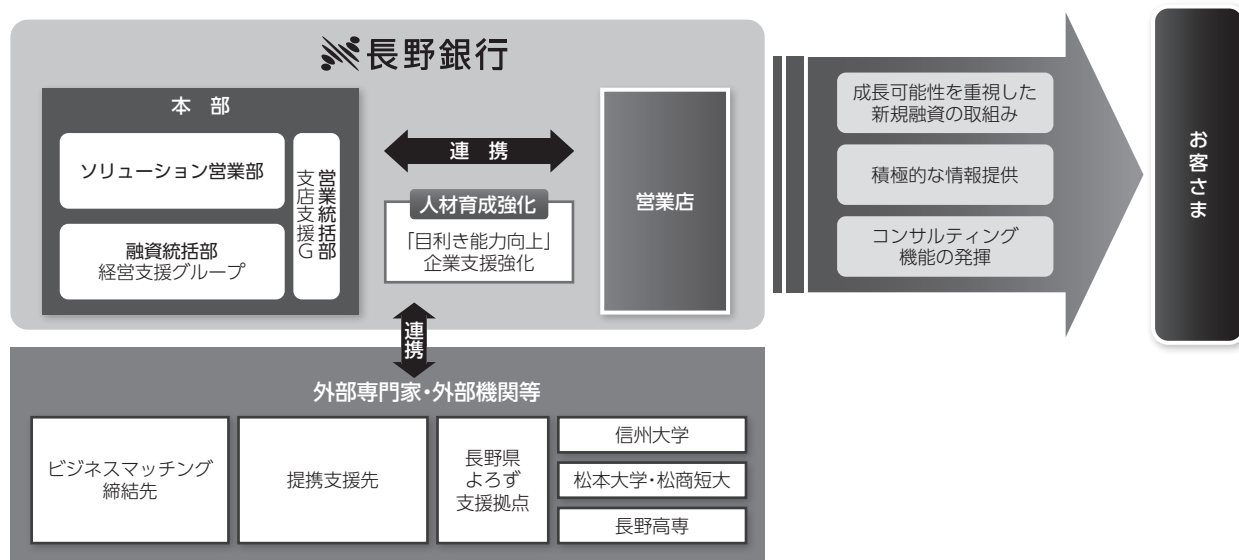 長野銀行
本 部
ソリューション営業部
融資統括部
経営支援グループ
営業統括部
支店支援G
連 携
人材育成強化
「目利き能力向上」
企業支援強化
営業店
成長可能性を重視した
新規融資の取組み
積極的な情報提供
コンサルティング
機能の発揮
お客さま
連携
外部専門家・外部機関等
ビジネスマッチング
締結先
提携支援先
長野県
よろず
支援拠点
信州大学
松本大学・松商短大
長野高専